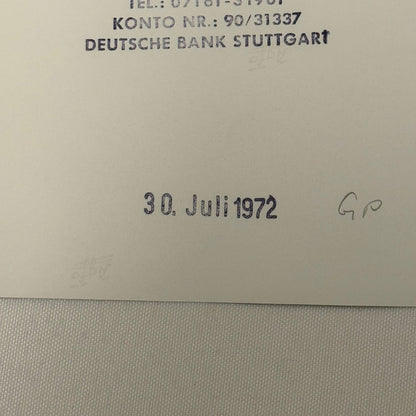 KONTO NR.: 90/31337
DEUTSCHE BANK STUTTGART
30. Juli 1972
GP